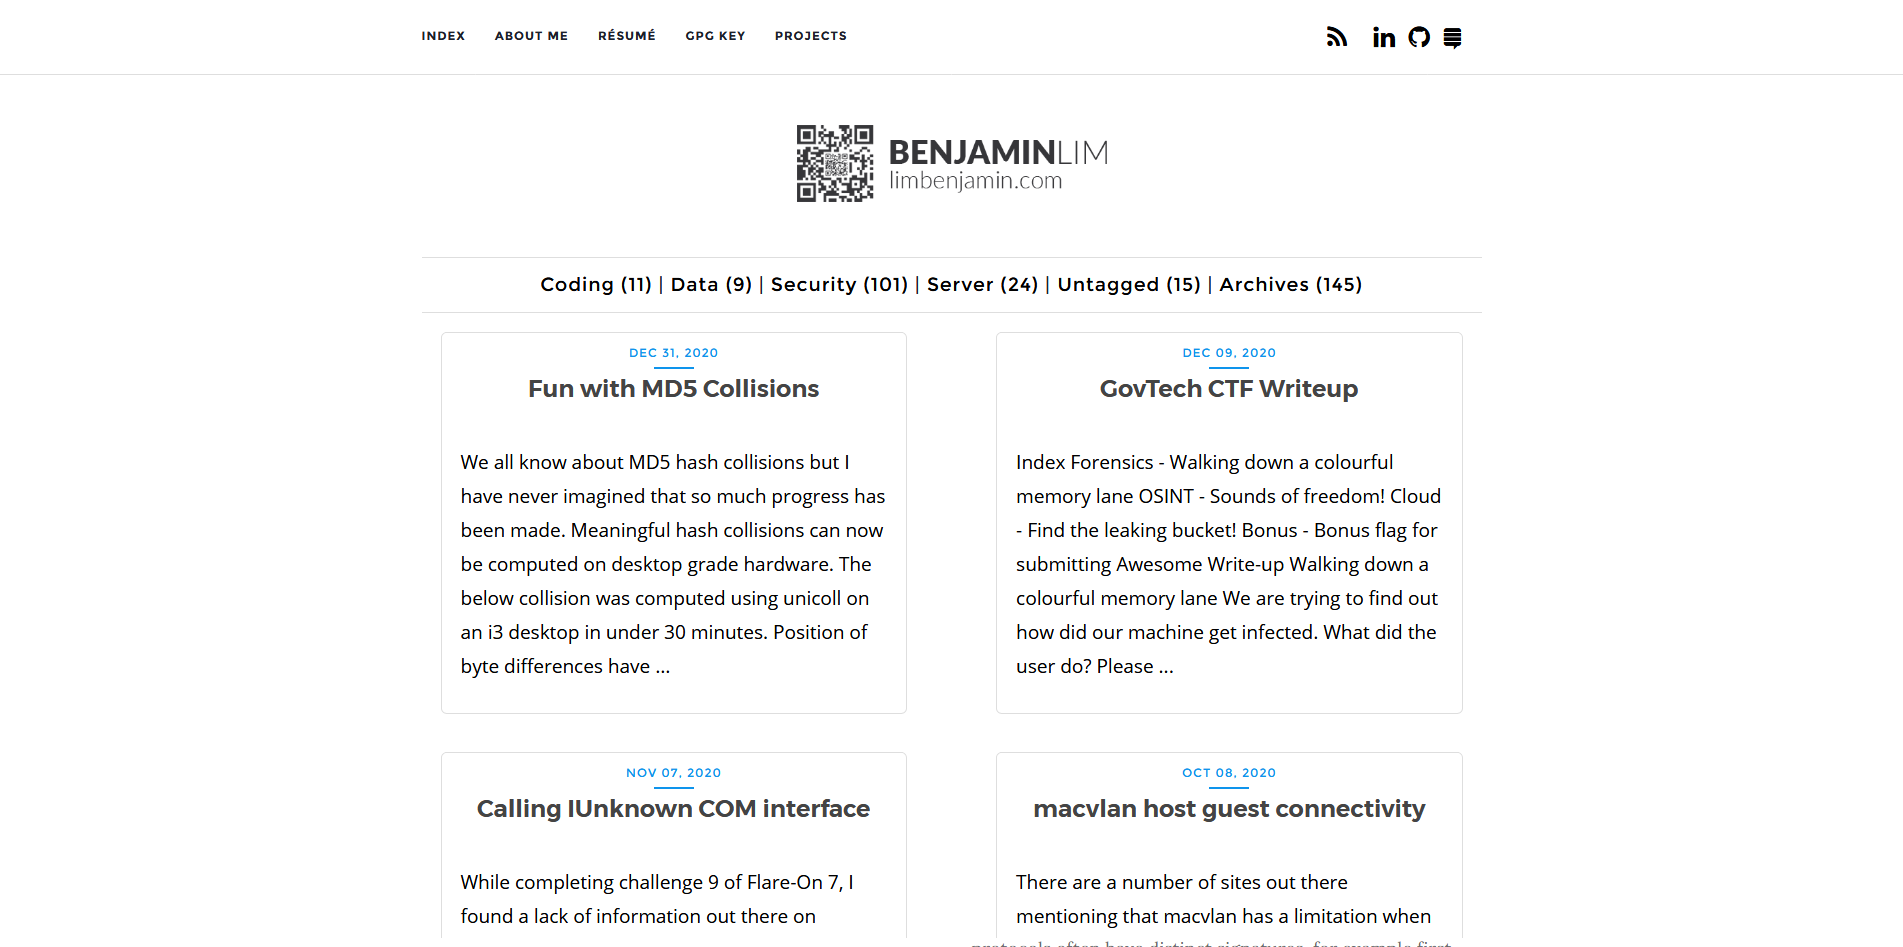 INDEX ABOUT ME RÉSUMÉ GPG KEY PROJECTS
BENJAMINLIM
limbenjamin.com
Coding (11) | Data (9) | Security (101) | Server (24) | Untagged (15) | Archives (145)
DEC 31, 2020
Fun with MD5 Collisions
We all know about MD5 hash collisions but I
have never imagined that so much progress has
been made. Meaningful hash collisions can now
be computed on desktop grade hardware. The
below collision was computed using unicoll on
an i3 desktop in under 30 minutes. Position of
byte differences have ...
DEC 09, 2020
GovTech CTF Writeup
Index Forensics - Walking down a colourful
memory lane OSINT - Sounds of freedom! Cloud
- Find the leaking bucket! Bonus - Bonus flag for
submitting Awesome Write-up Walking down a
colourful memory lane We are trying to find out
how did our machine get infected. What did the
user do? Please ...
NOV 07, 2020
Calling IUnknown COM interface
While completing challenge 9 of Flare-On 7, I
found a lack of information out there on
OCT 08, 2020
macvlan host guest connectivity
There are a number of sites out there
mentioning that macvlan has a limitation when
protocols often have distinct signatures, for example first